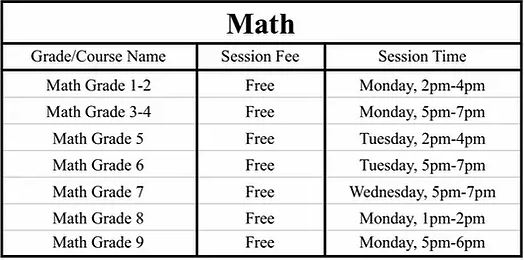 Math
Grade/Course Name Session Fee Session Time
Math Grade 1-2 Free Monday, 2pm-4pm
Math Grade 3-4 Free Monday, 5pm-7pm
Math Grade 5 Free Tuesday, 2pm-4pm
Math Grade 6 Free Tuesday, 5pm-7pm
Math Grade 7 Free Wednesday, 5pm-7pm
Math Grade 8 Free Monday, 1pm-2pm
Math Grade 9 Free Monday, 5pm-6pm